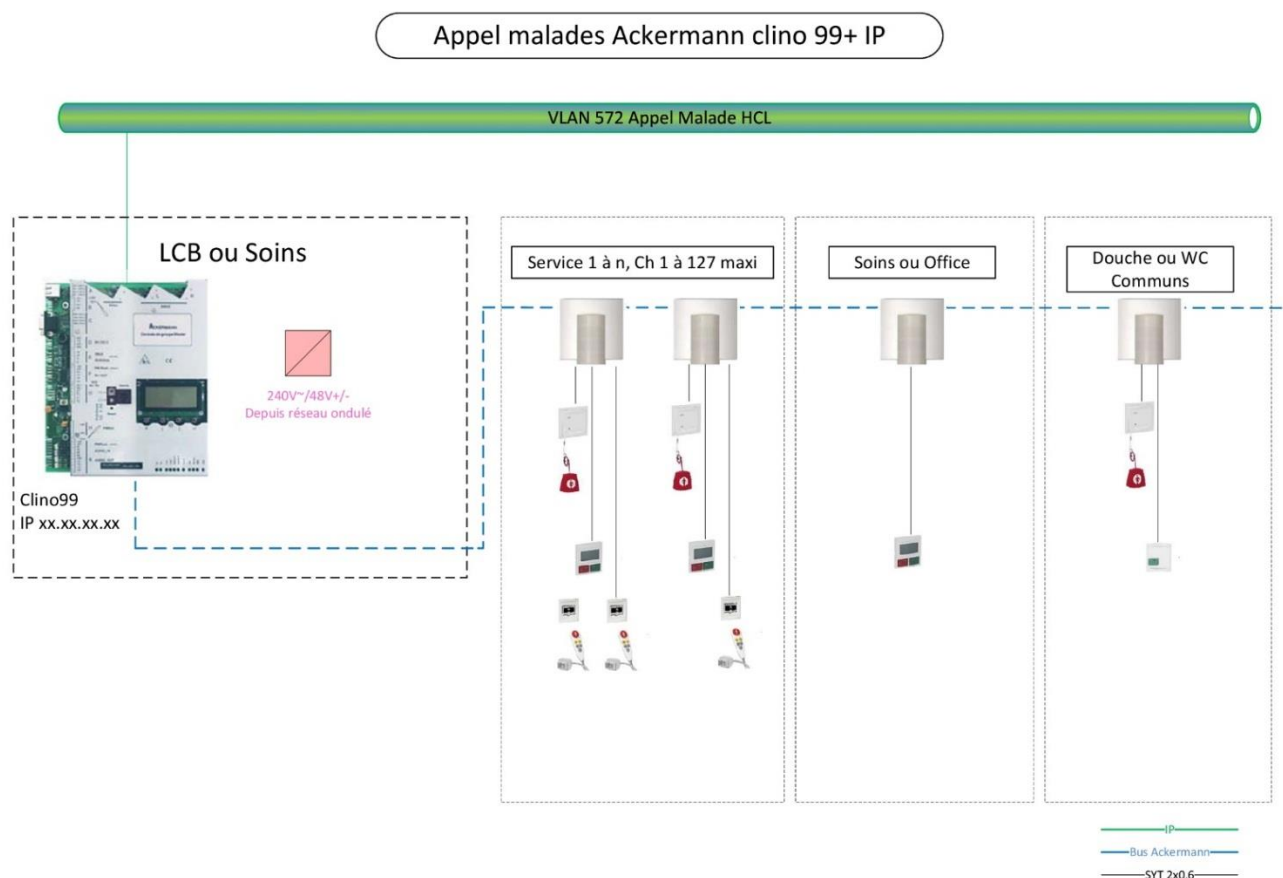 Appel malades Ackermann clino 99+ IP
VLAN 572 Appel Malade HCL
LCB ou Soins
Service 1 à n, Ch 1 à 127 maxi
Soins ou Office
Douche ou WC
Communs
240V~/48V+/-
Depuis réseau ondulé
Clino99
IP xx.xx.xx.xx
IP
Bus Ackermann
SYT 2x0.6